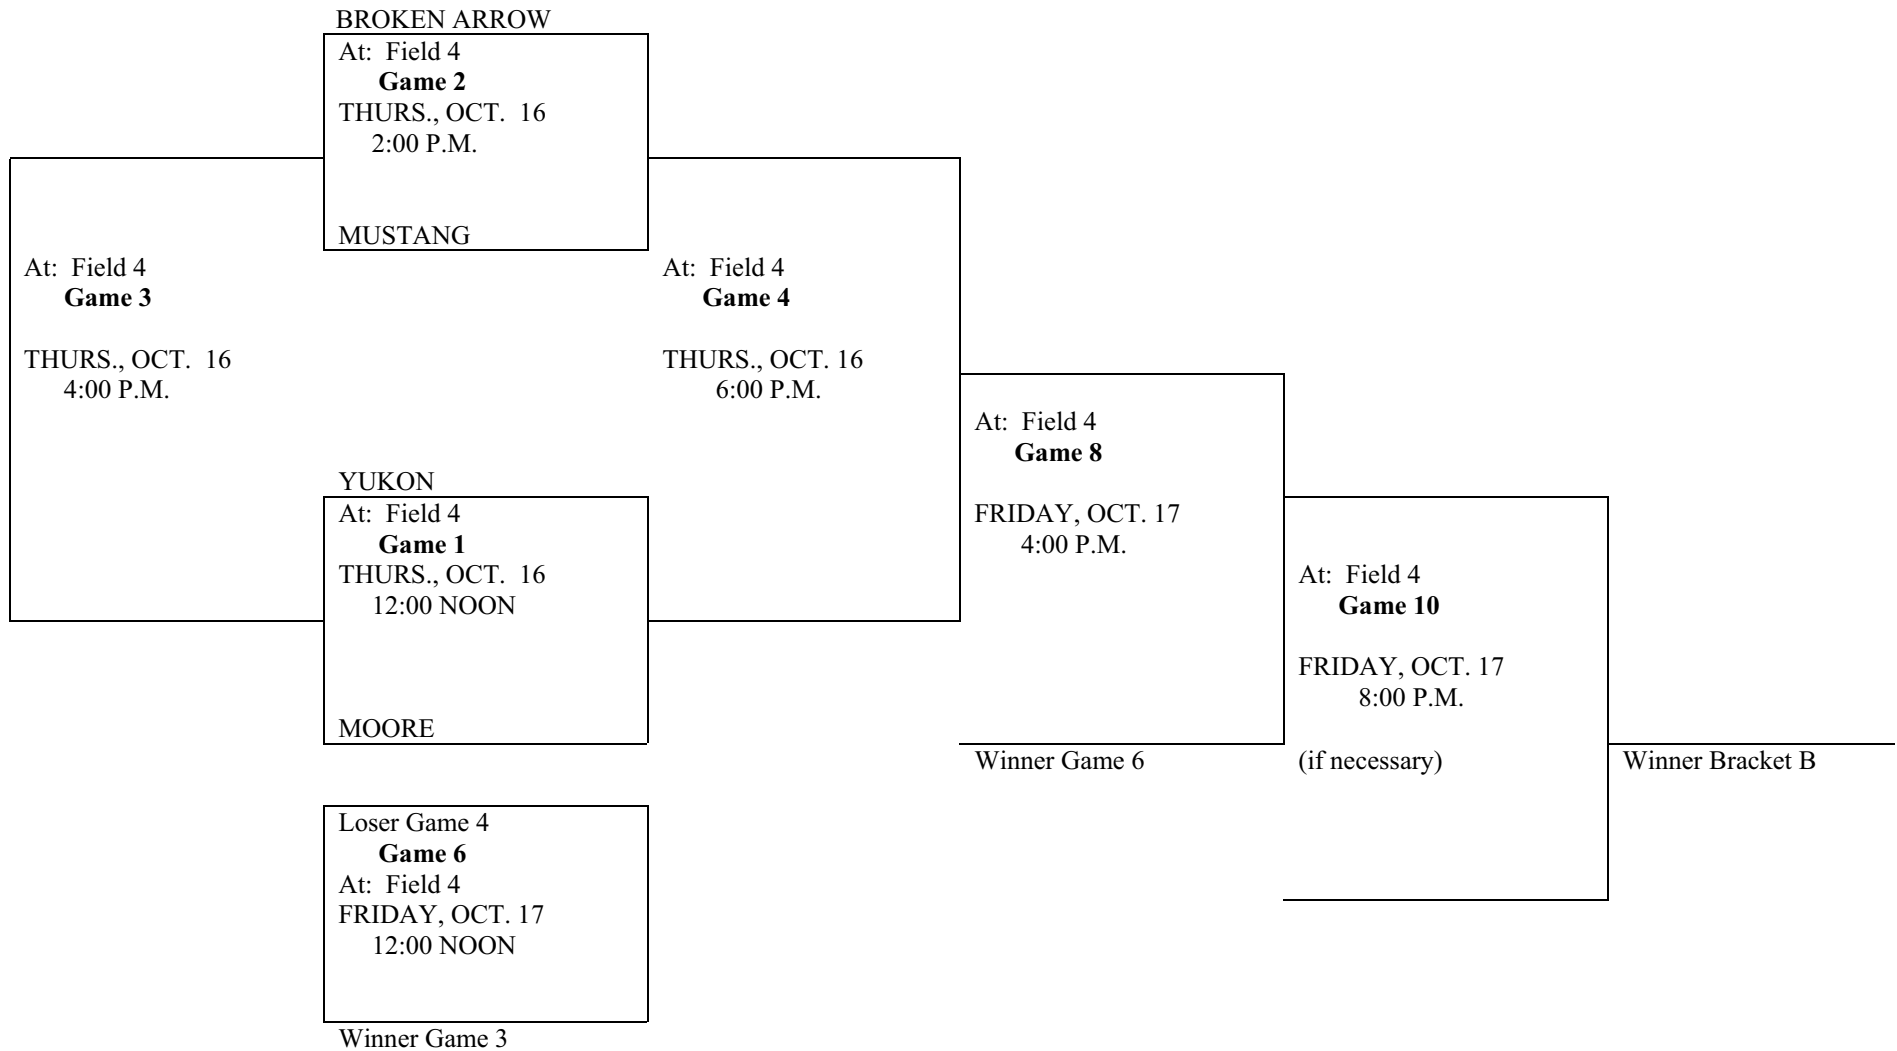 BROKEN ARROW
At: Field 4
Game 2
THURS., OCT. 16
2:00 P.M.
MUSTANG
At: Field 4
Game 3
THURS., OCT. 16
4:00 P.M.
At: Field 4
Game 4
THURS., OCT. 16
6:00 P.M.
YUKON
At: Field 4
Game 1
THURS., OCT. 16
12:00 NOON
MOORE
At: Field 4
Game 8
FRIDAY, OCT. 17
4:00 P.M.
Winner Game 6
At: Field 4
Game 10
FRIDAY, OCT. 17
8:00 P.M.
(if necessary)
Winner Bracket B
Loser Game 4
Game 6
At: Field 4
FRIDAY, OCT. 17
12:00 NOON
Winner Game 3